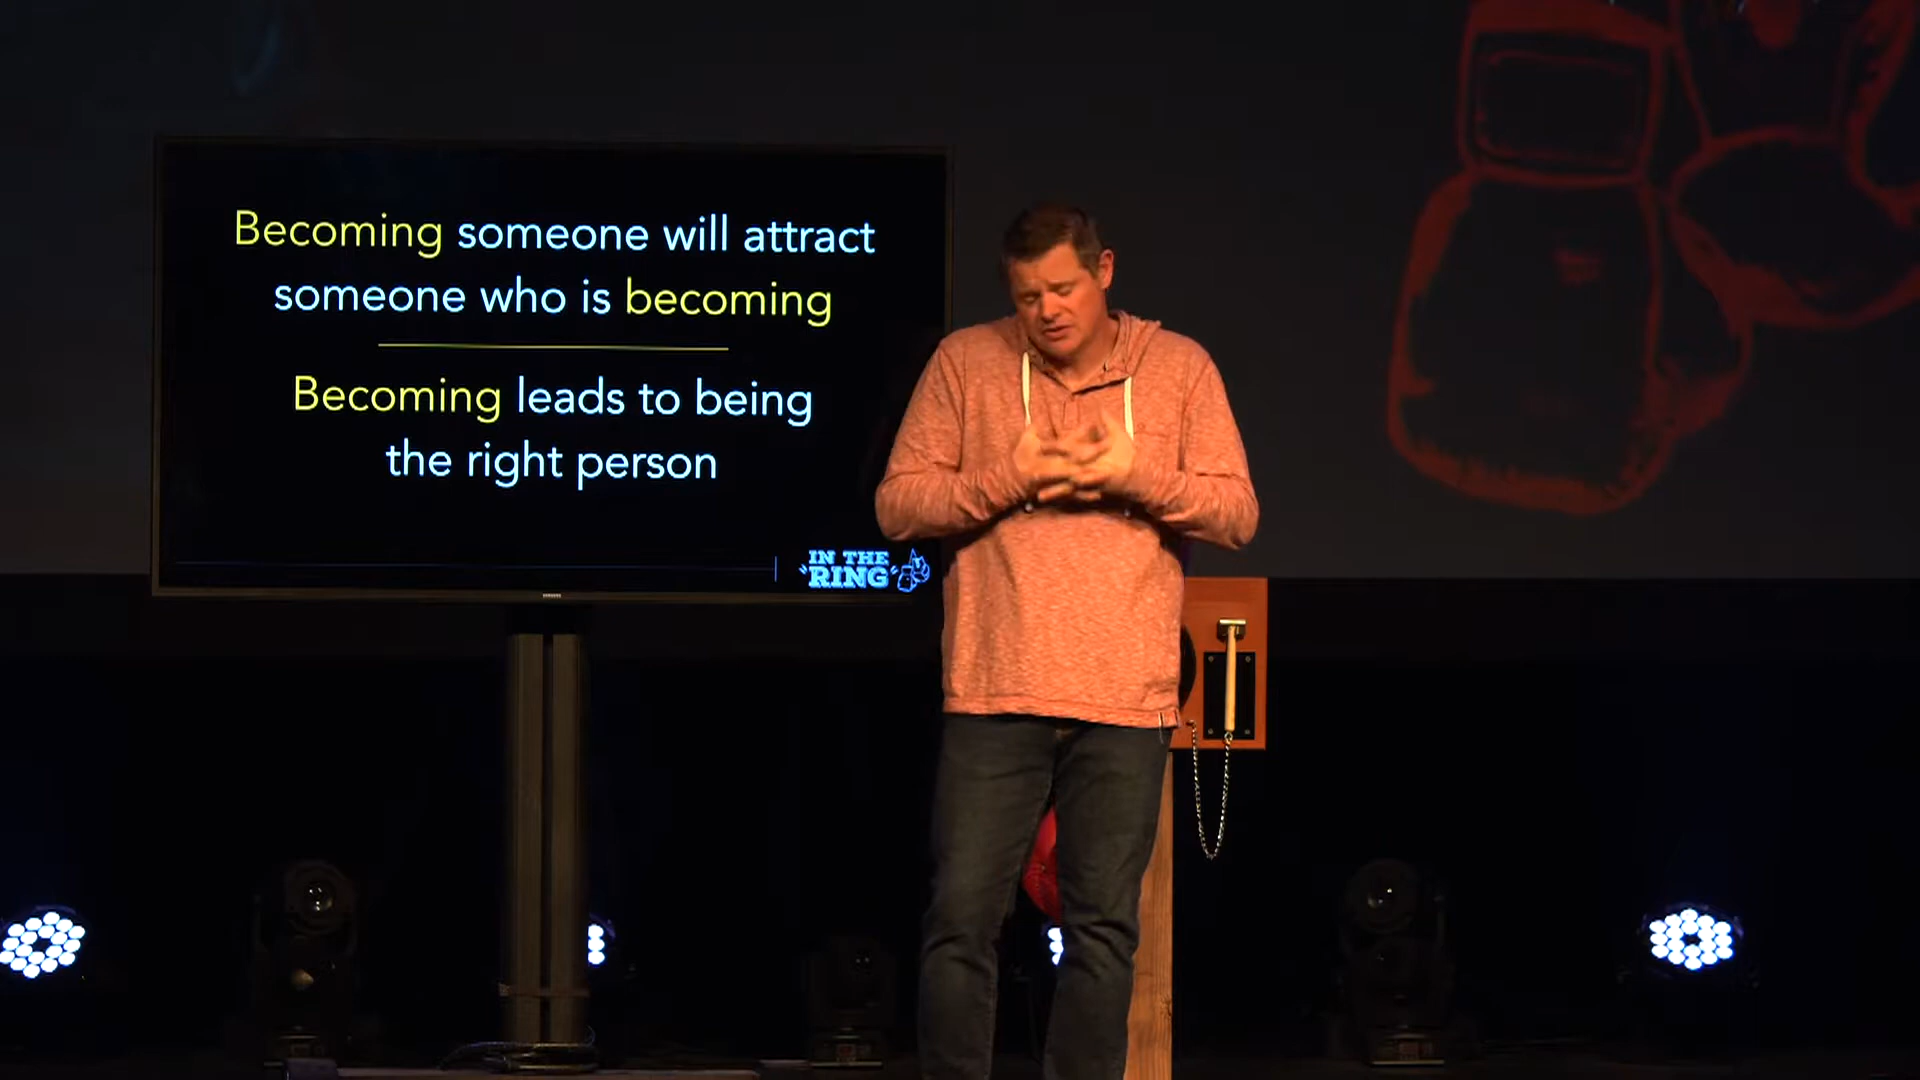 Becoming someone will attract
someone who is becoming
Becoming leads to being
the right person
IN THE
RING